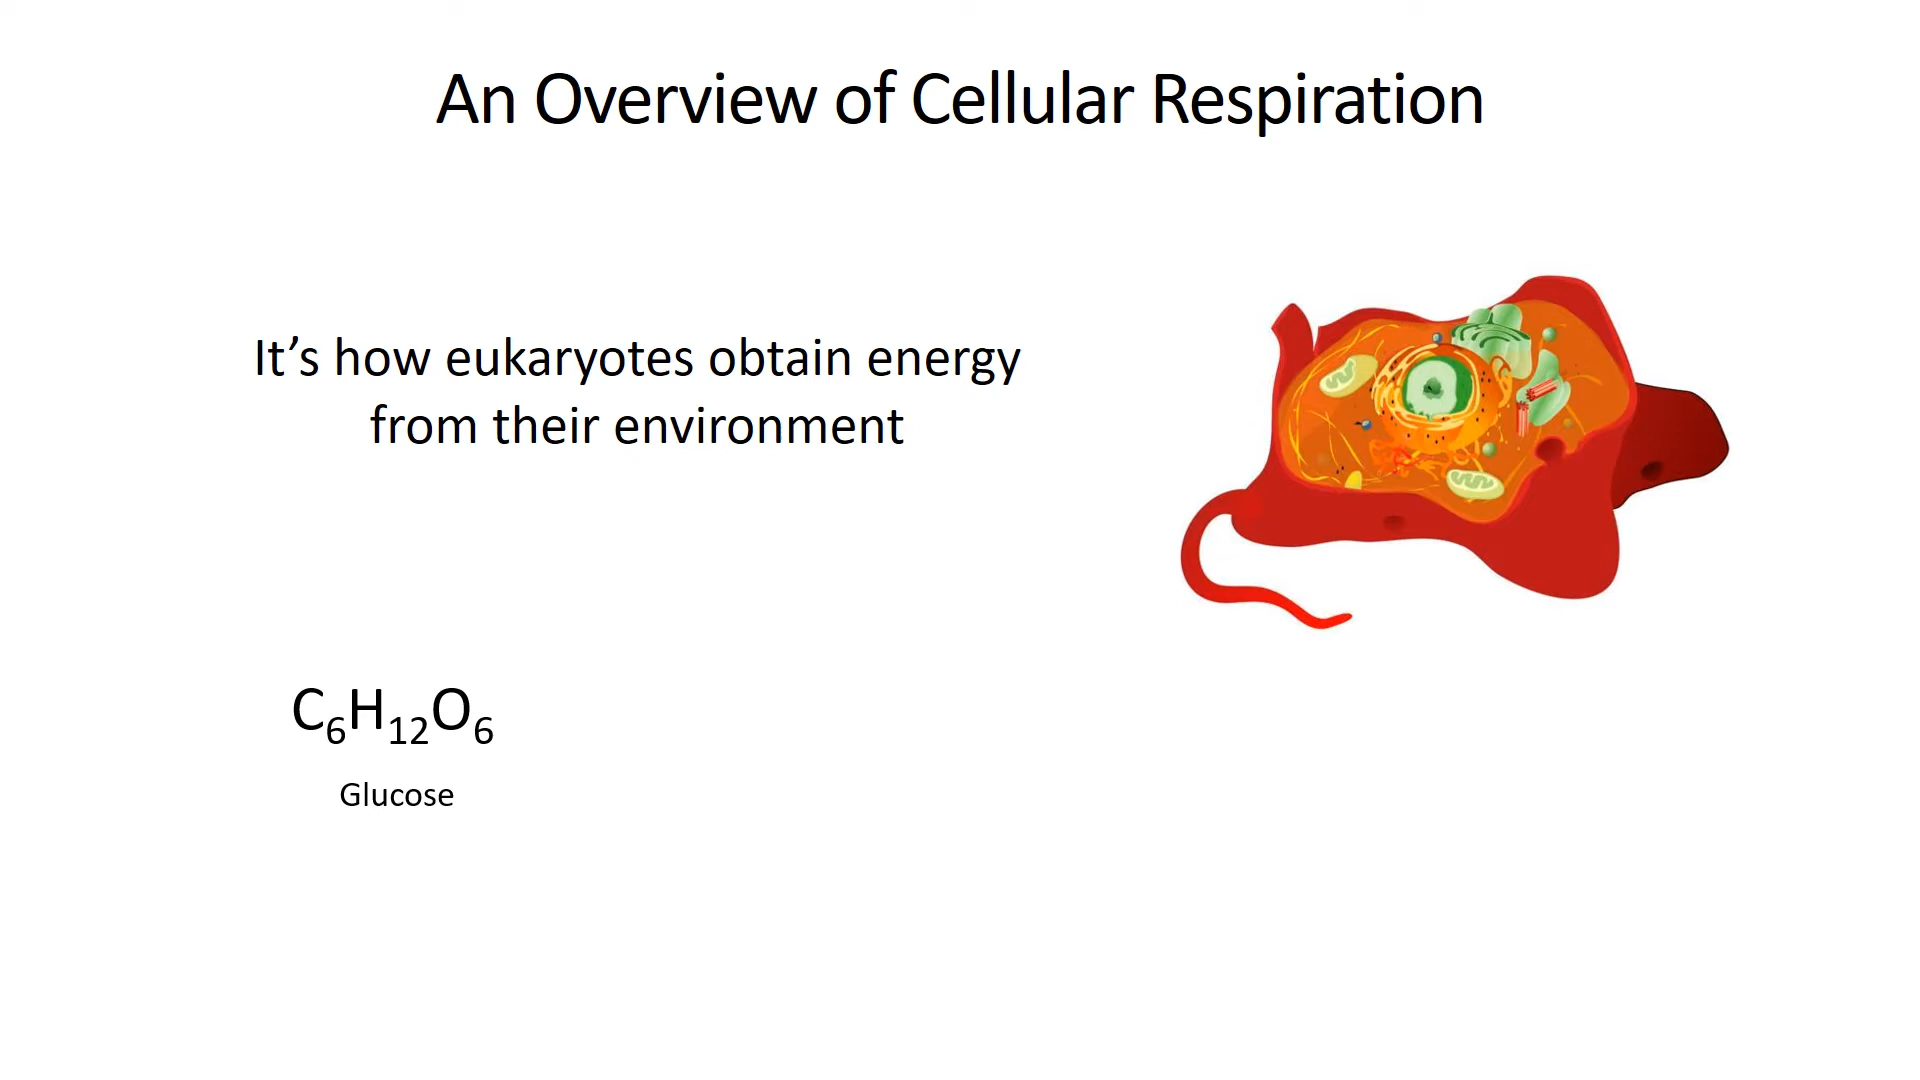 An Overview of Cellular Respiration
It’s how eukaryotes obtain energy
from their environment
C₆H₁₂O₆
Glucose